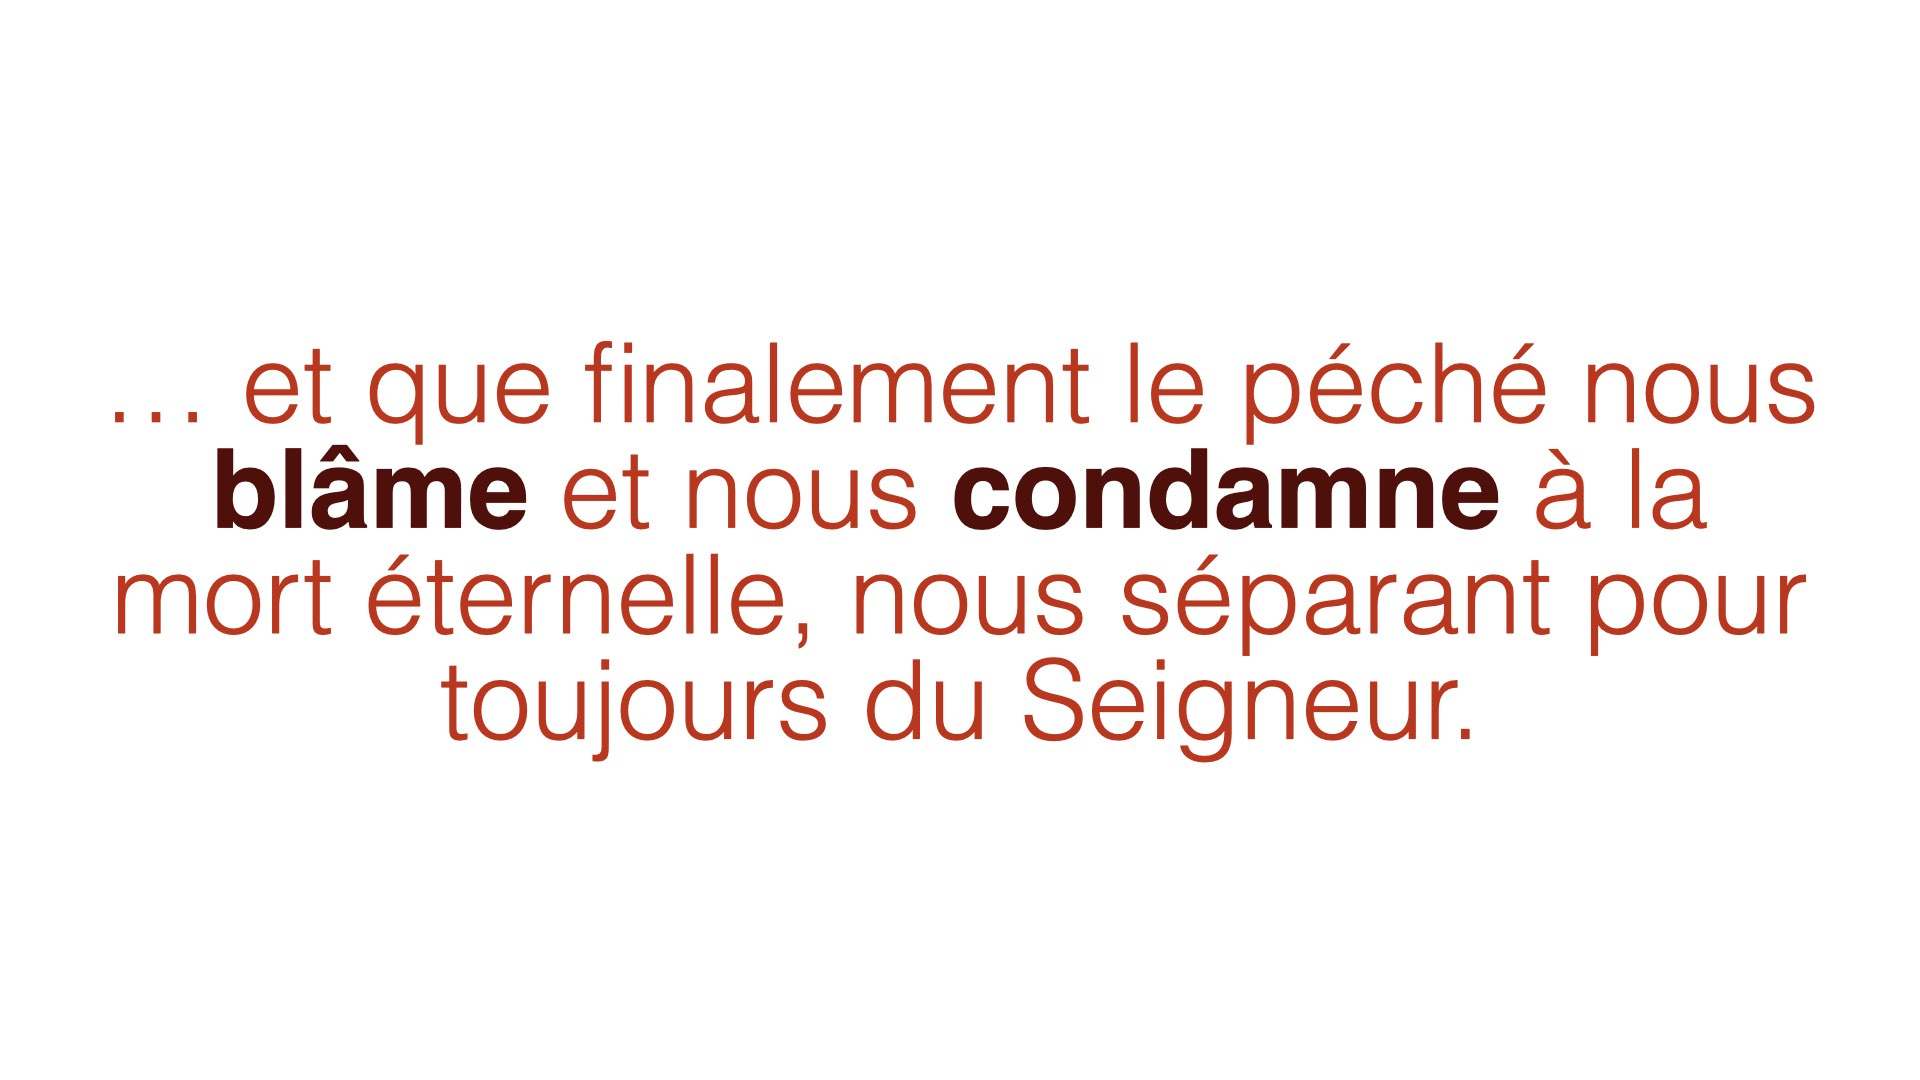 … et que finalement le péché nous
blâme et nous condamne à la
mort éternelle, nous séparant pour
toujours du Seigneur.